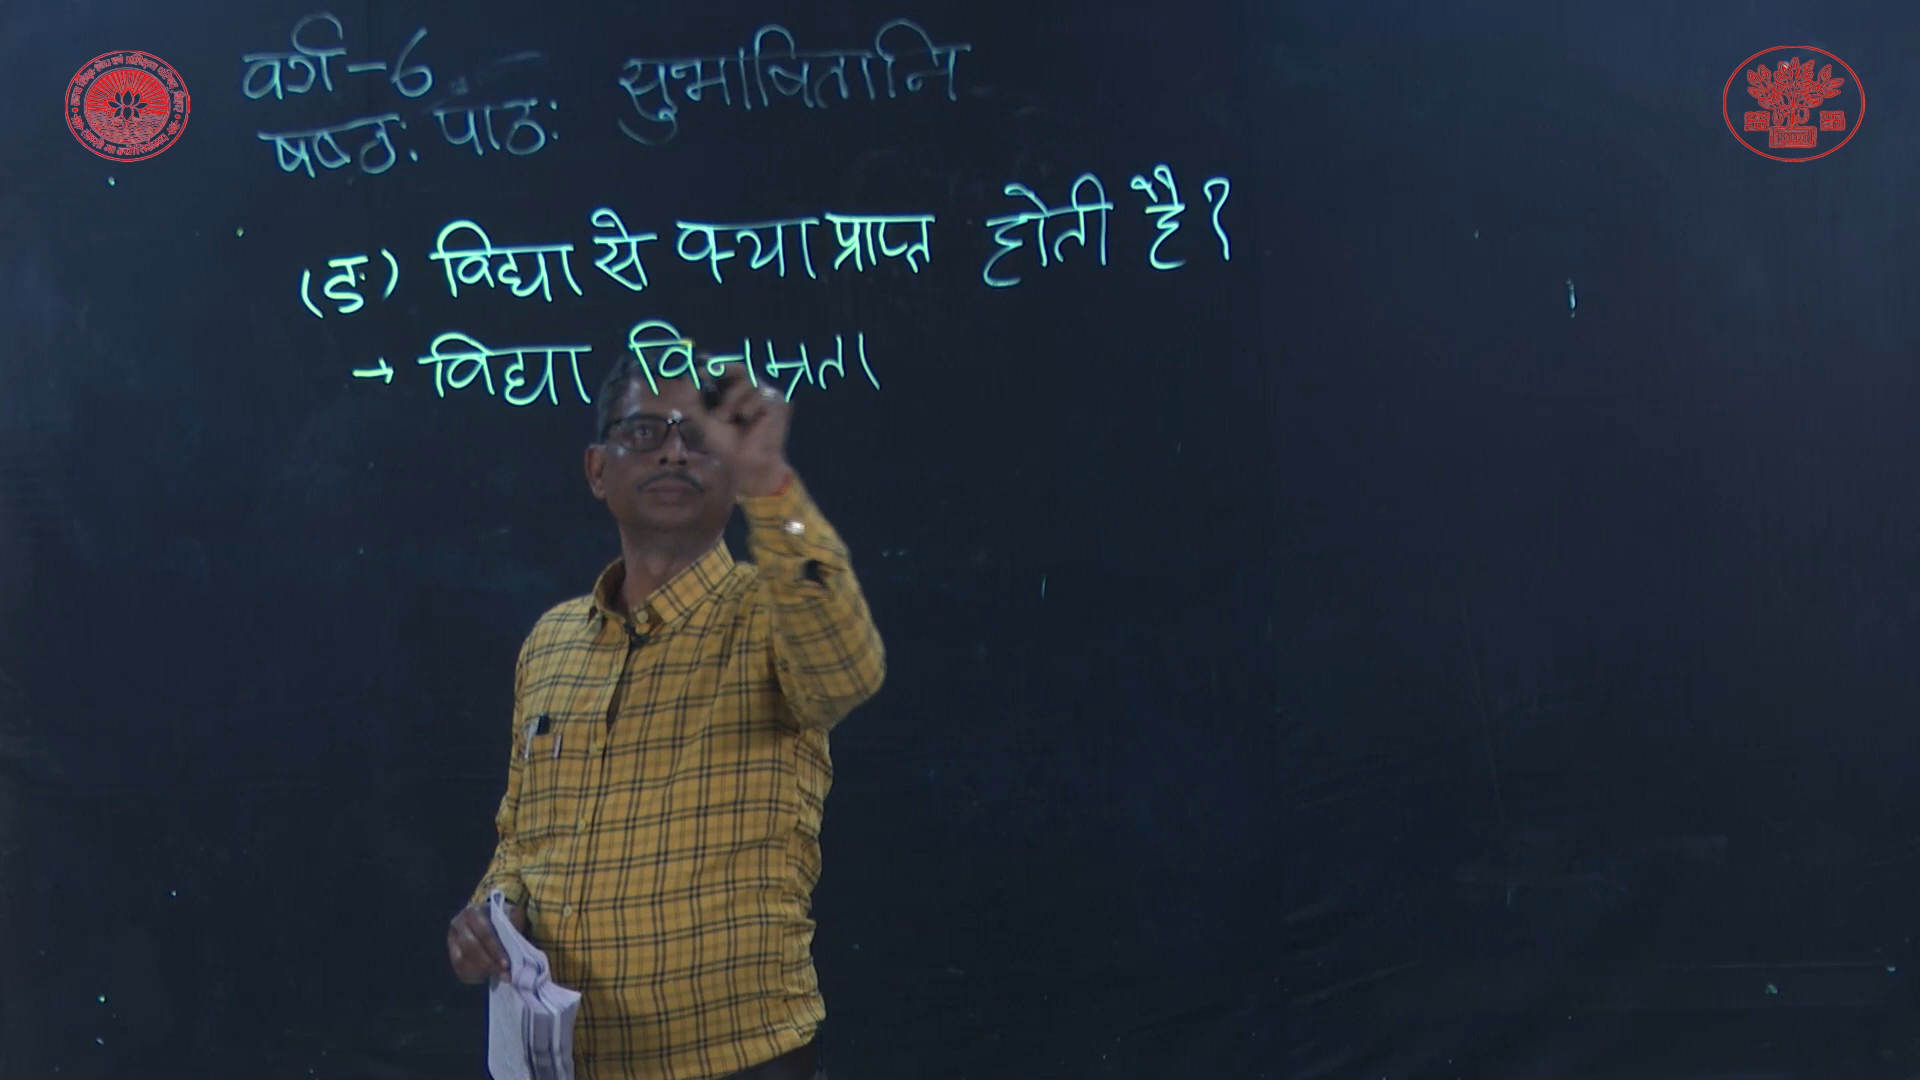 वर्ग-6
षष्ठ: पाठ: सुभाषितानि
(ङ) विद्या से क्या प्राप्त होती है?
→ विद्या विनम्रता